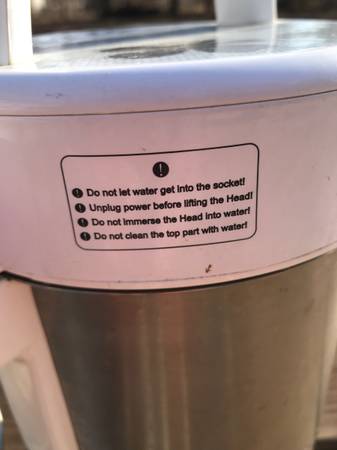 Do not let water get into the socket!
Unplug power before lifting the Head!
Do not immerse the Head into water!
Do not clean the top part with water!